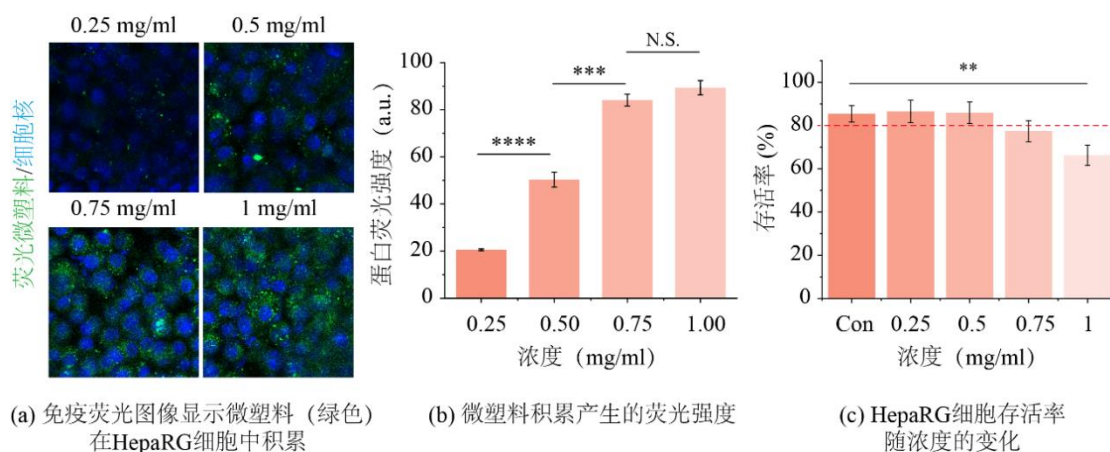 0.25 mg/ml
0.5 mg/ml
0.75 mg/ml
1 mg/ml
荧光微塑料/细胞核
(a) 免疫荧光图像显示微塑料（绿色）
在HepaRG细胞中积累
N.S.
***
****
100
80
60
40
20
0
蛋白荧光强度（a.u.）
0.25
0.50
0.75
1.00
浓度（mg/ml）
(b) 微塑料积累产生的荧光强度
**
100
80
60
40
20
0
存活率(%)
Con
0.25
0.5
0.75
1
浓度（mg/ml）
(c) HepaRG细胞存活率
随浓度的变化